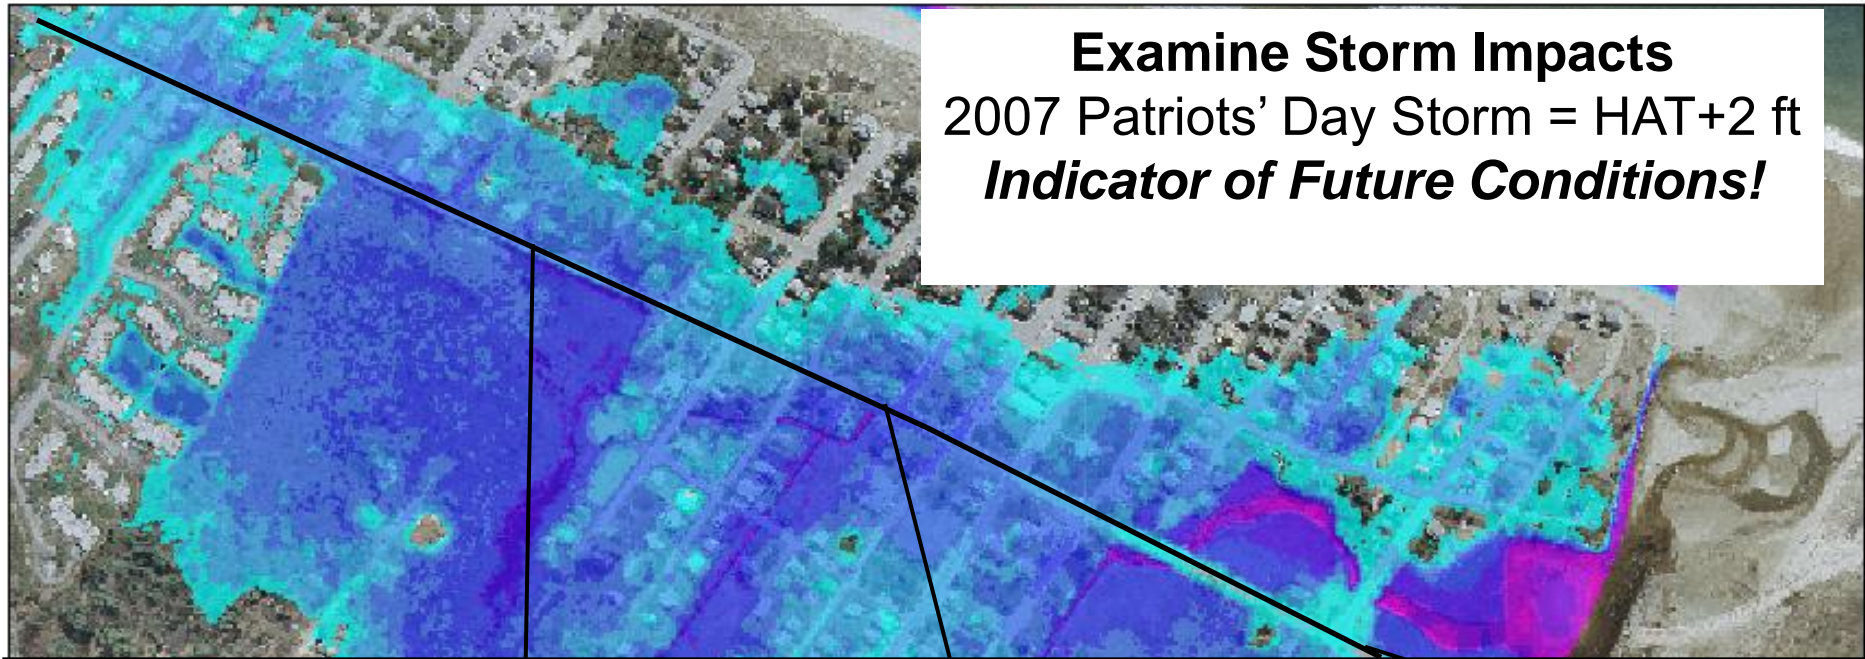 Examine Storm Impacts
2007 Patriots’ Day Storm = HAT+2 ft
Indicator of Future Conditions!